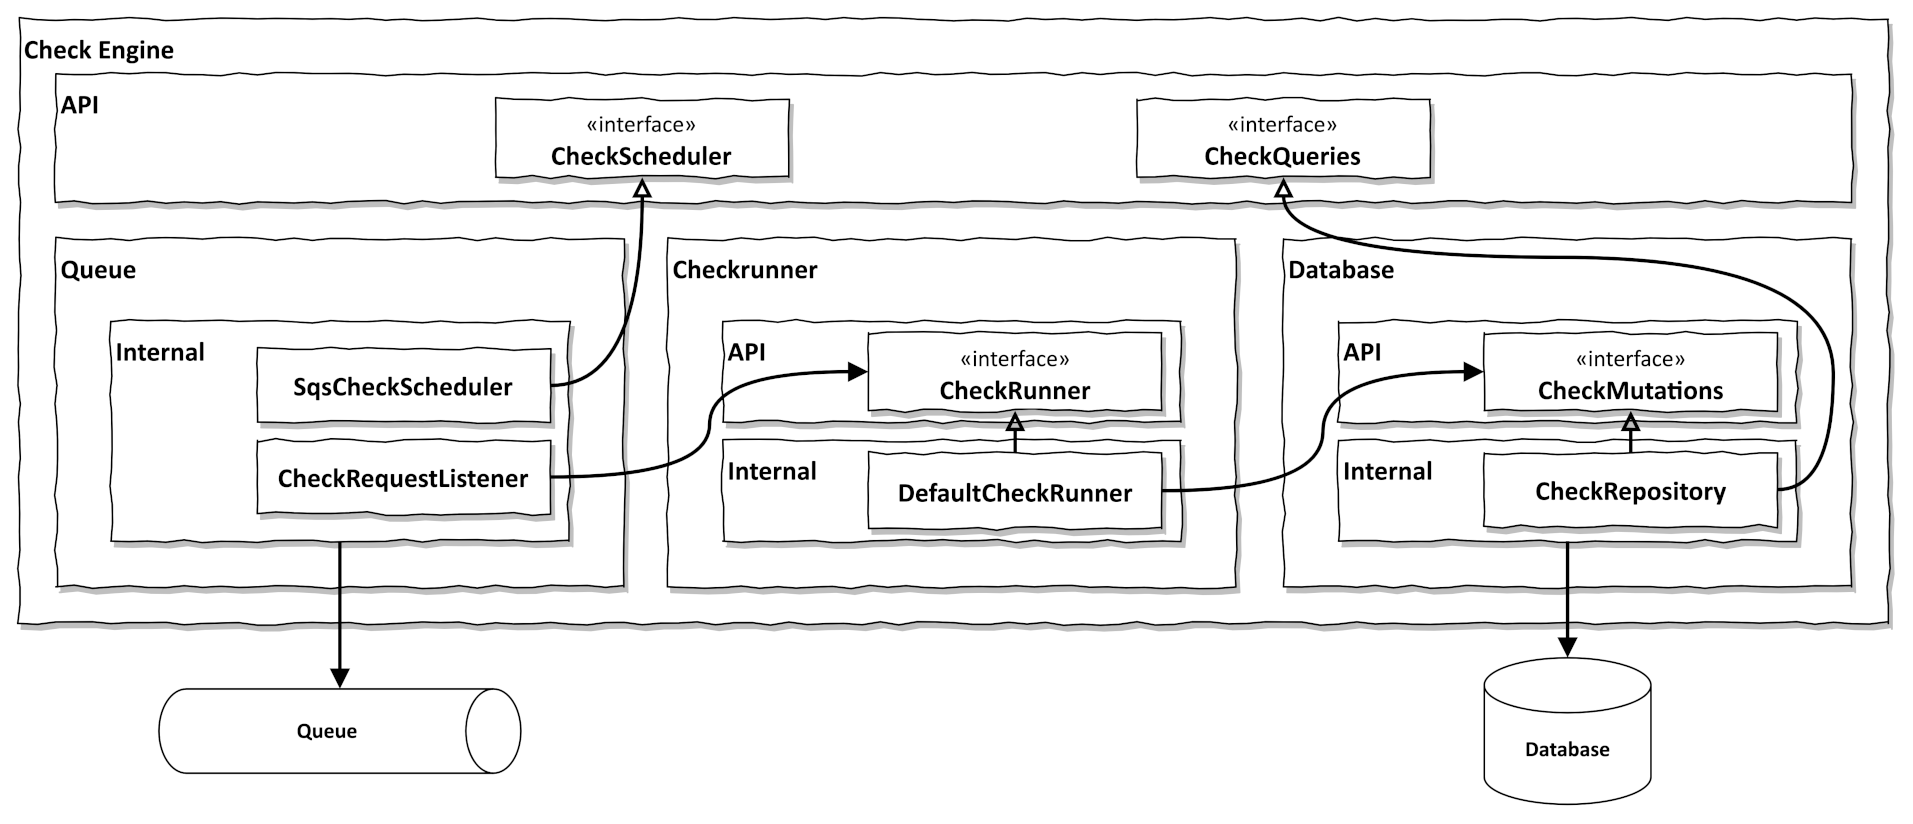 Check Engine
API
«interface»
CheckScheduler
«interface»
CheckQueries
Queue
Internal
SqsCheckScheduler
CheckRequestListener
Checkrunner
API
«interface»
CheckRunner
Internal
DefaultCheckRunner
Database
API
«interface»
CheckMutations
Internal
CheckRepository
Queue
Database